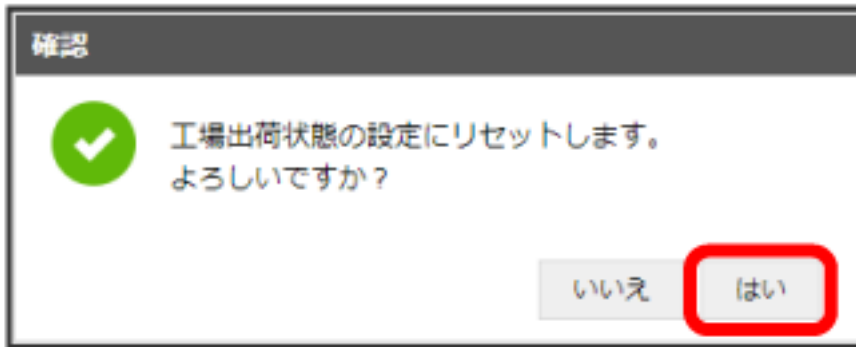 確認
工場出荷状態の設定にリセットします。
よろしいですか？
いいえ
はい